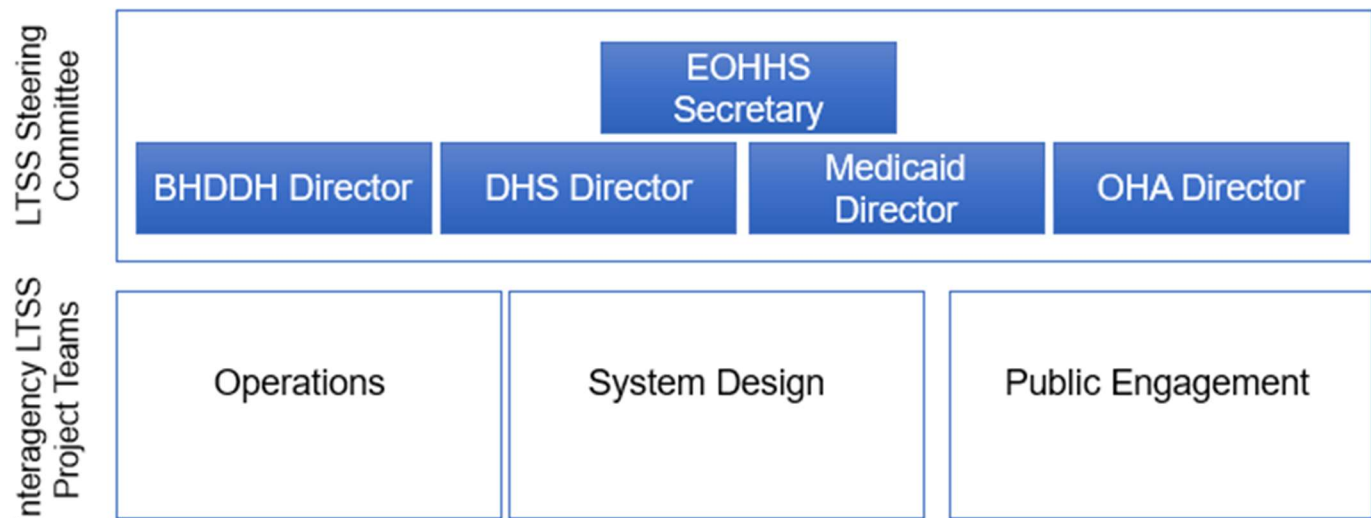 LTSS Steering
Committee
EOHHS
Secretary
BHDDH Director
DHS Director
Medicaid
Director
OHA Director
nteragency LTSS
Project Teams
Operations
System Design
Public Engagement